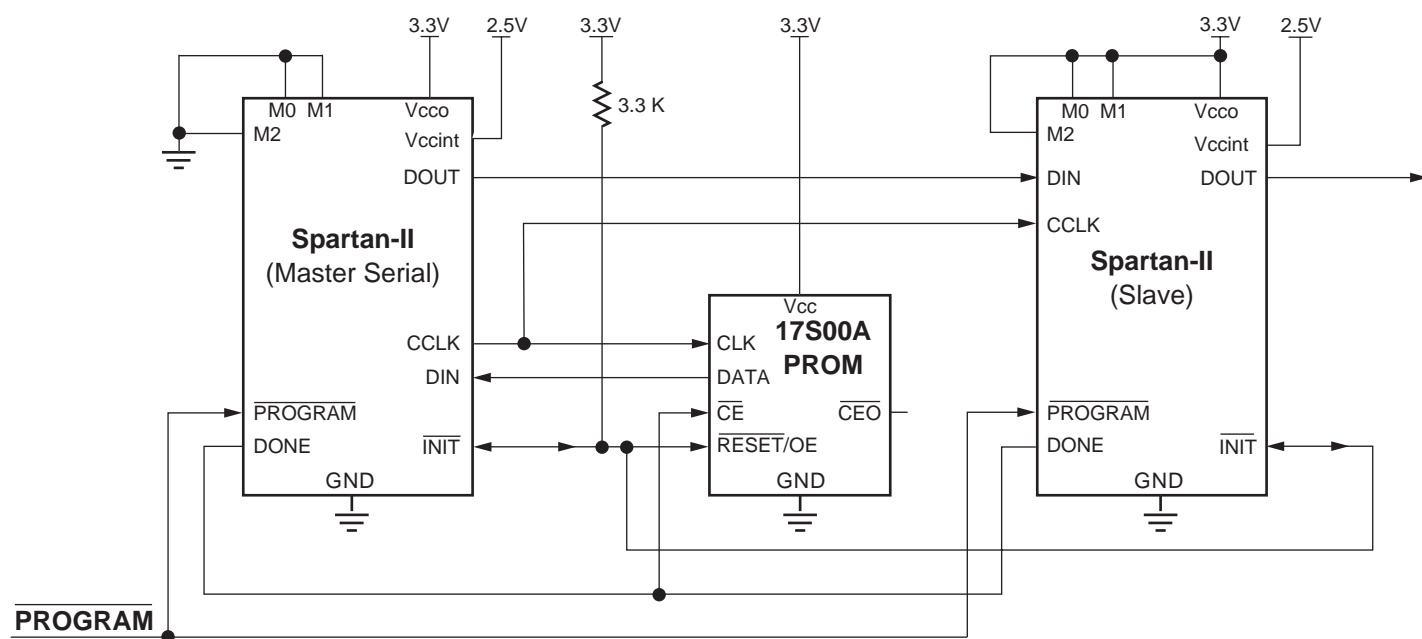 3.3V 2.5V 3.3V 3.3V 3.3V 2.5V
M0 M1 Vcco
M2 Vccint
DOUT
Spartan-II
(Master Serial)
CCLK
DIN
PROGRAM
DONE INIT
GND
3.3 K
Vcc
17S00A
PROM
CLK
DATA
CE CEO
RESET/OE
GND
M0 M1 Vcco
M2 Vccint
DIN DOUT
CCLK
Spartan-II
(Slave)
PROGRAM
DONE INIT
GND
PROGRAM